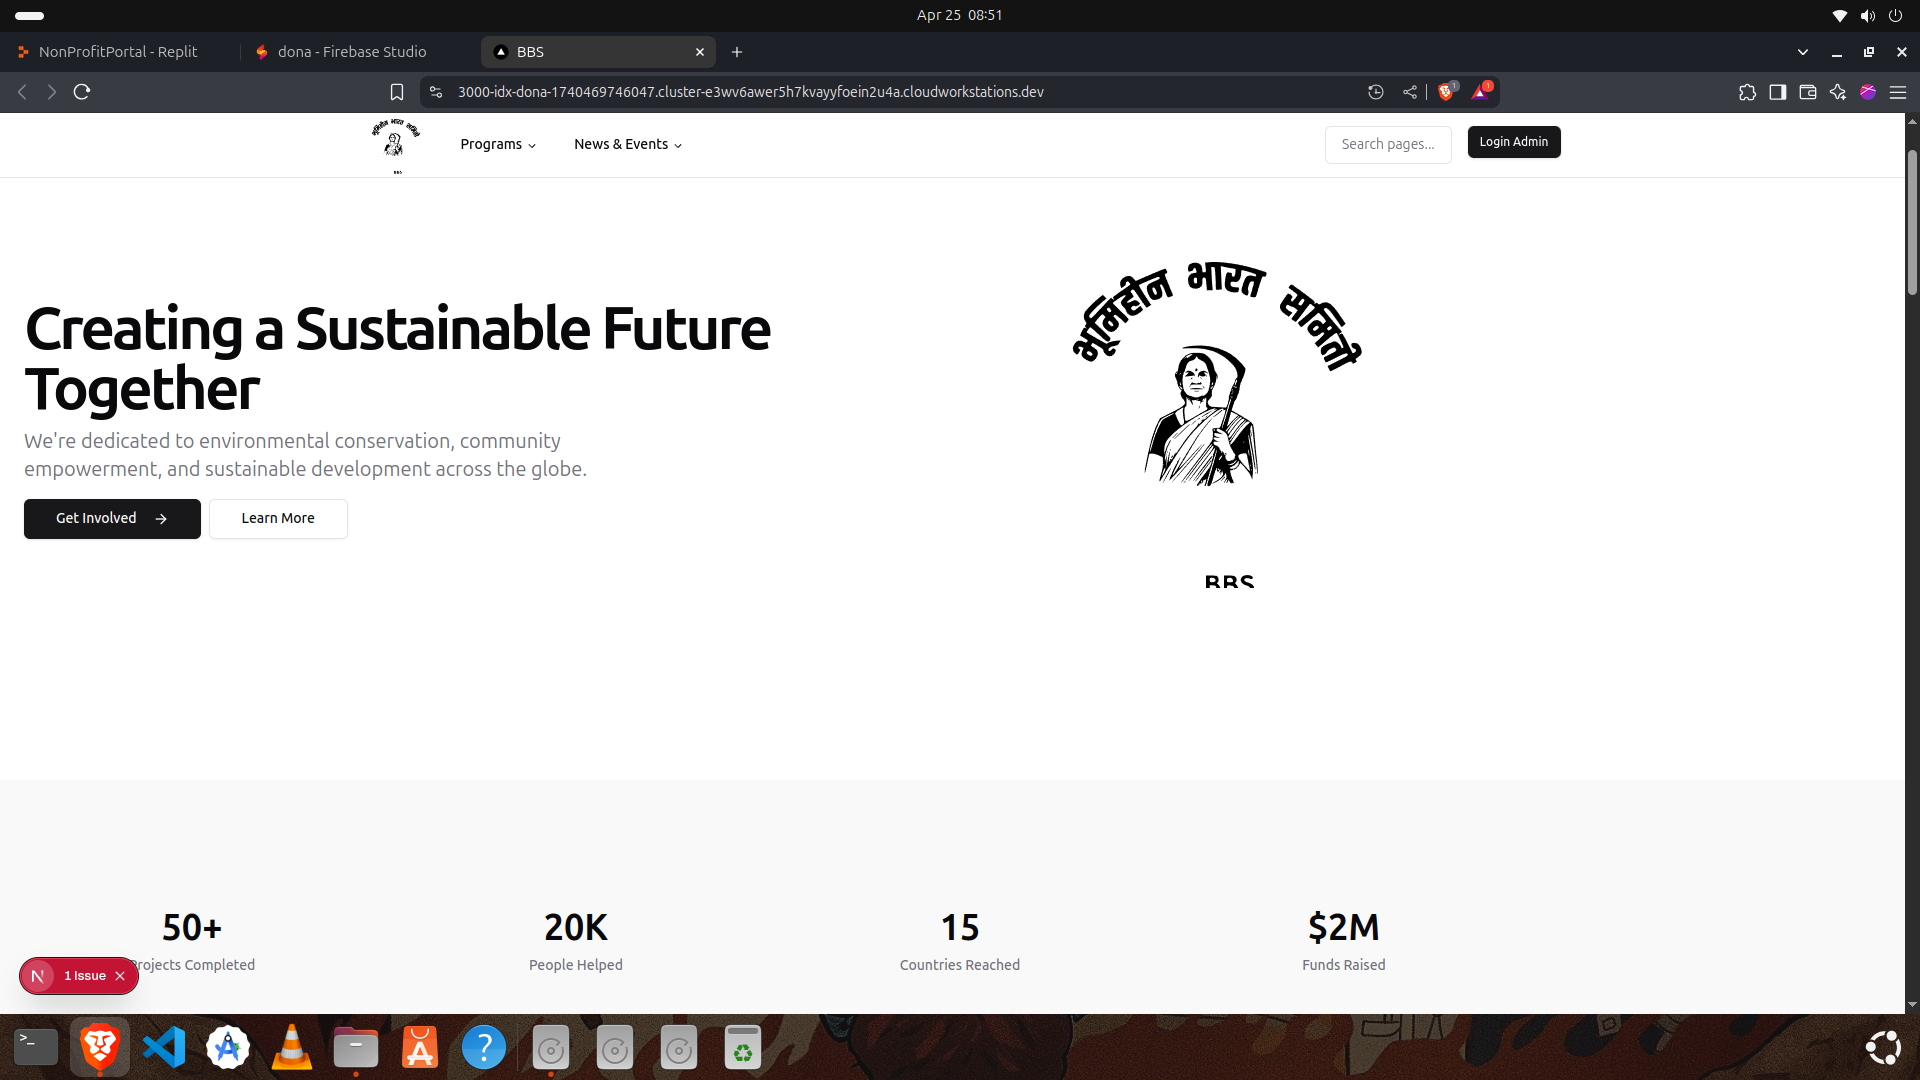 Apr 25 08:51
NonProfitPortal - Replit
dona - Firebase Studio
BBS
3000-idx-dona-1740469746047.cluster-e3wv6awer5h7kvayyfoein2u4a.cloudworkstations.dev
1
1
Programs
News & Events
Search pages...
Login Admin
भूमिहीन भारत समिती
Creating a Sustainable Future
Together
We're dedicated to environmental conservation, community
empowerment, and sustainable development across the globe.
Get Involved
Learn More
BBS
50+
20K
15
$2M
Projects Completed
People Helped
Countries Reached
Funds Raised
N
1 Issue